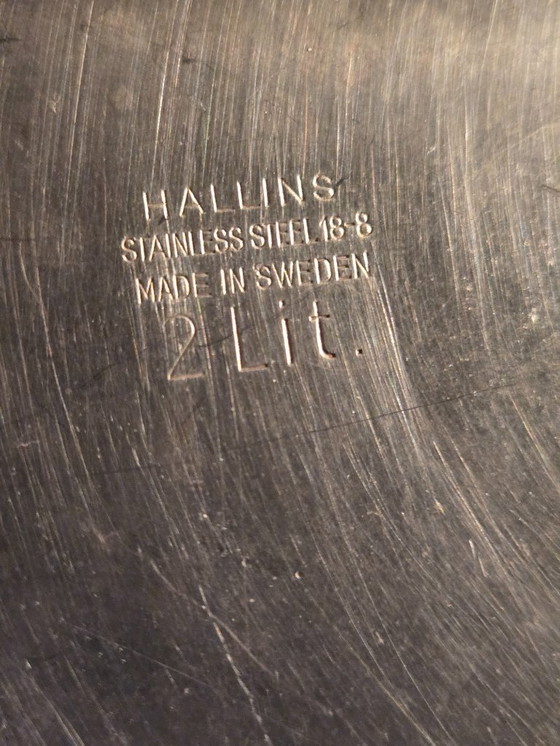 HALLINS
STAINLESS STEEL 18-8
MADE IN SWEDEN
2 Lit.